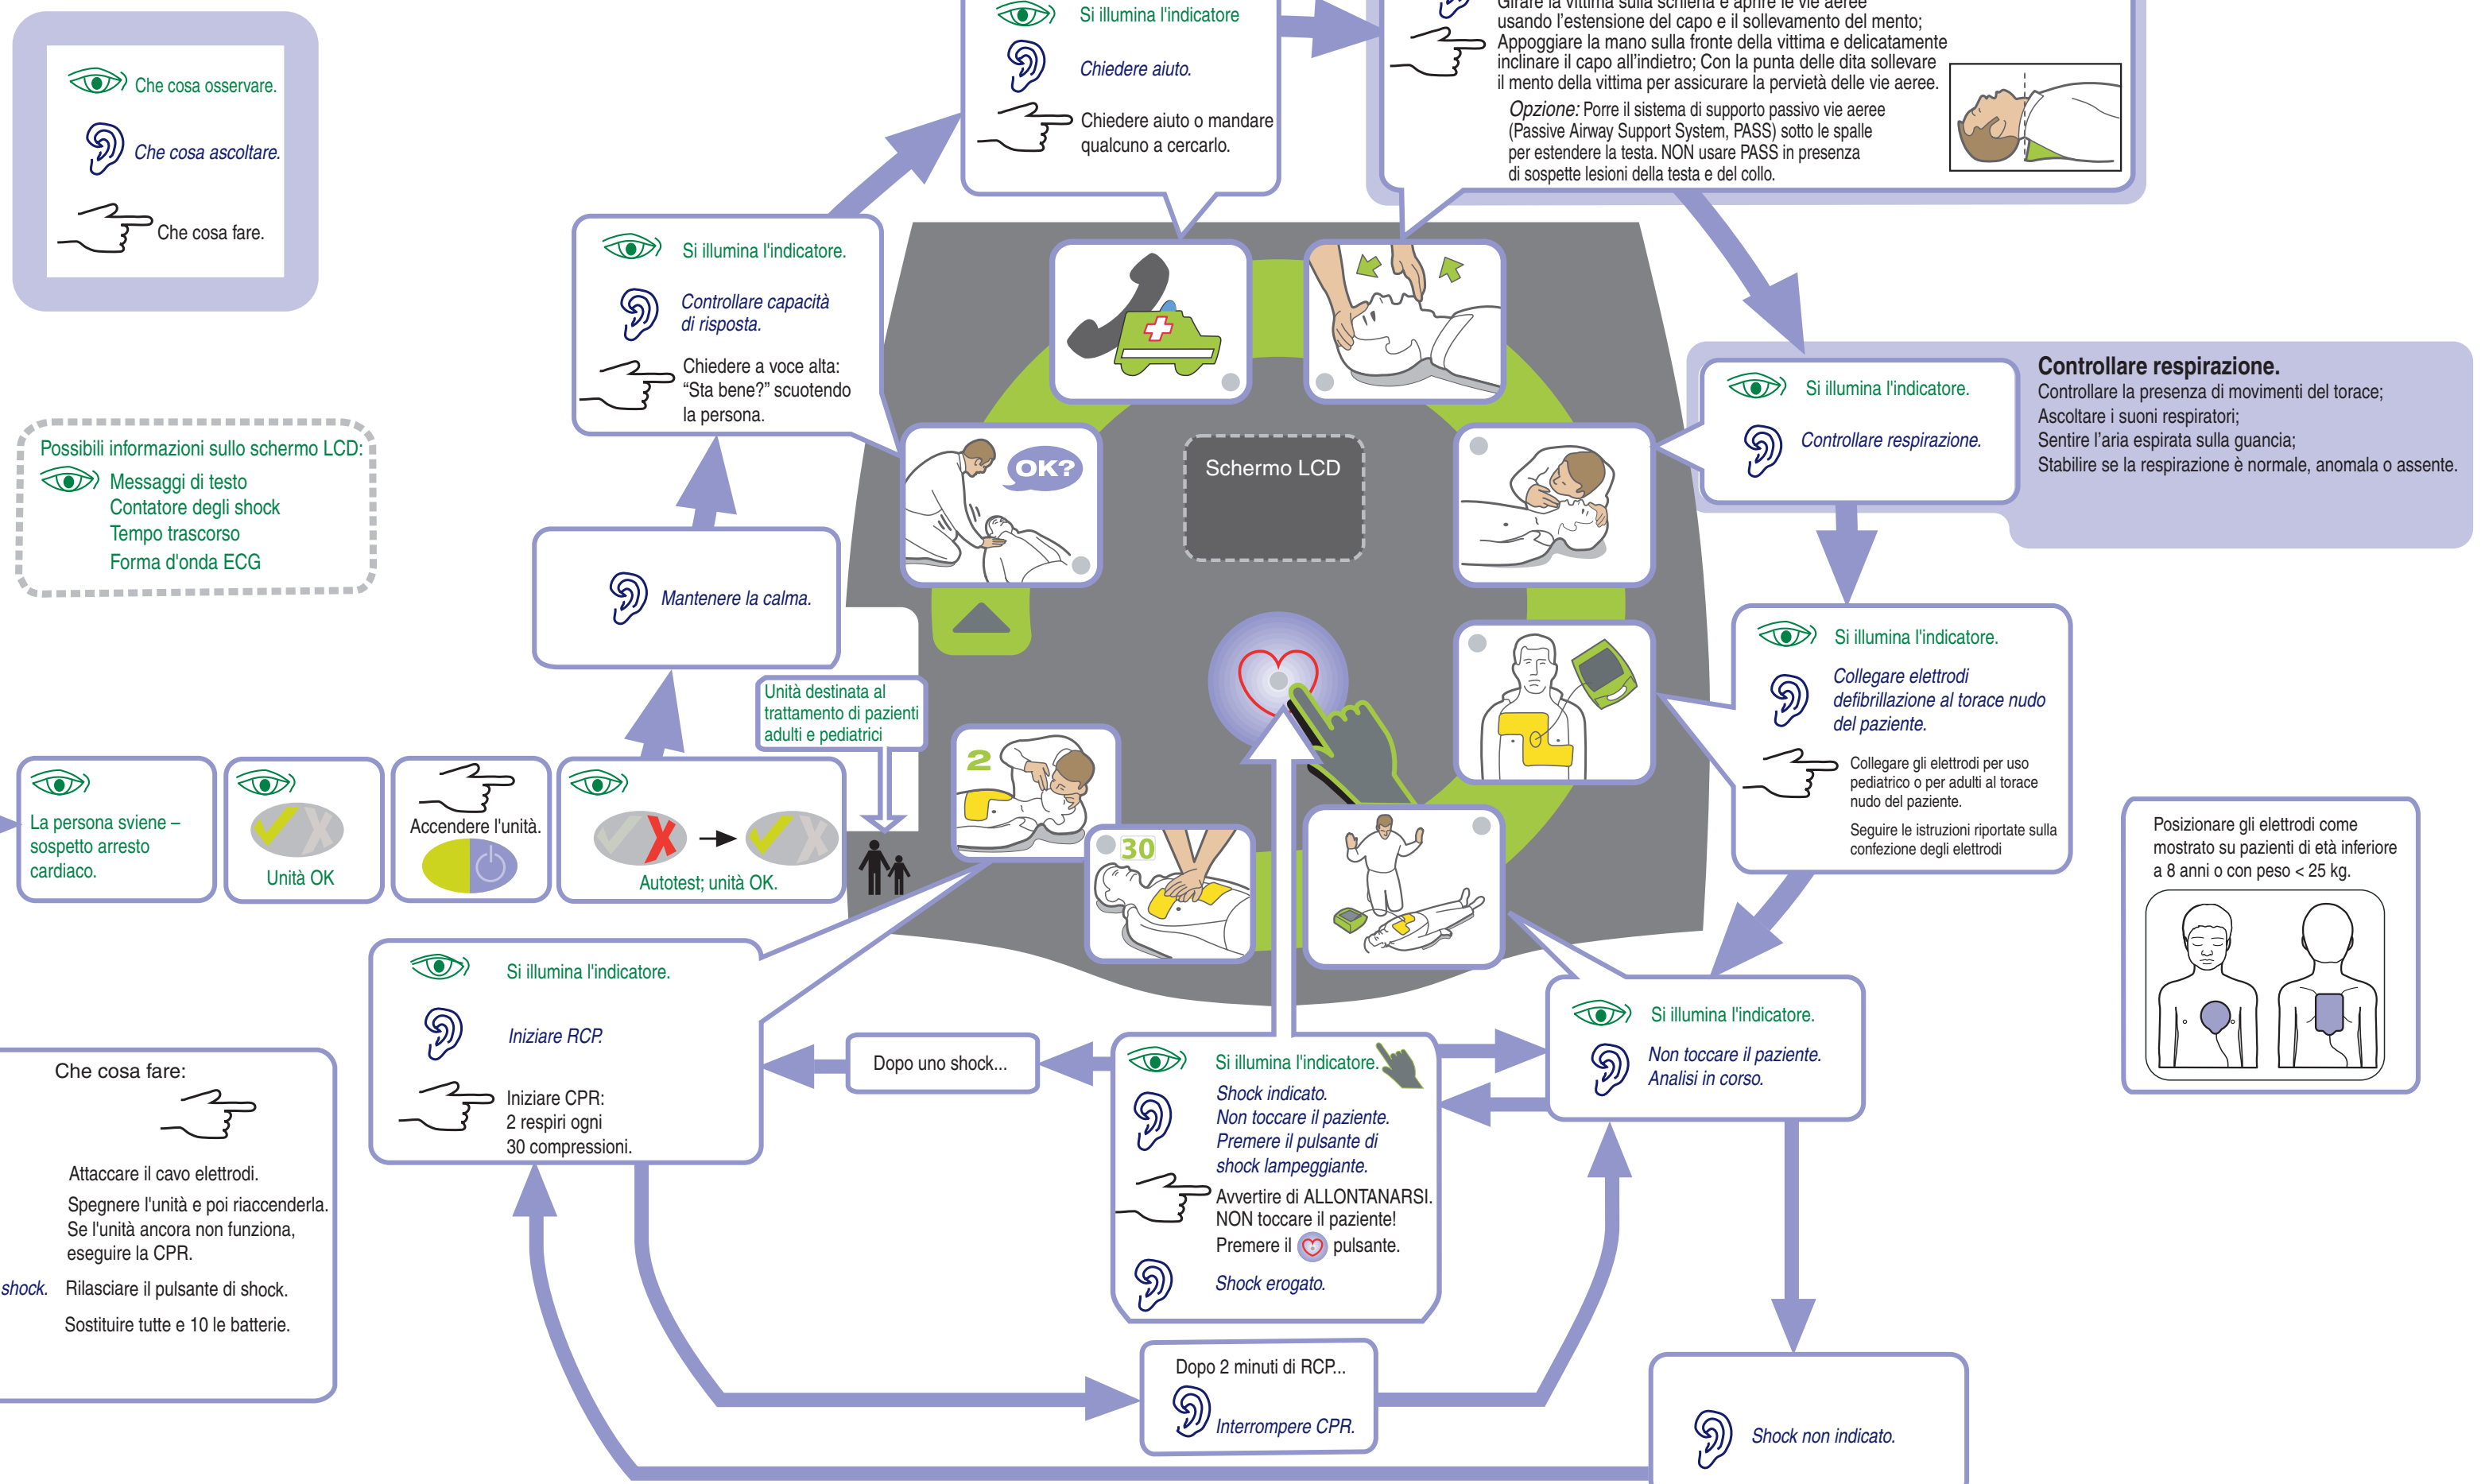 Che cosa osservare.
Che cosa ascoltare.
Che cosa fare.
Possibili informazioni sullo schermo LCD:
Messaggi di testo
Contatore degli shock
Tempo trascorso
Forma d'onda ECG
La persona sviene –
sospetto arresto
cardiaco.
Unità OK
Accendere l'unità.
Autotest; unità OK.
Unità destinata al
trattamento di pazienti
adulti e pediatrici
Mantenere la calma.
Si illumina l'indicatore.
Controllare capacità
di risposta.
Chiedere a voce alta:
“Sta bene?” scuotendo
la persona.
Si illumina l'indicatore
Chiedere aiuto.
Chiedere aiuto o mandare
qualcuno a cercarlo.
Girare la vittima sulla schiena e aprire le vie aeree
usando l’estensione del capo e il sollevamento del mento;
Appoggiare la mano sulla fronte della vittima e delicatamente
inclinare il capo all’indietro; Con la punta delle dita sollevare
il mento della vittima per assicurare la pervietà delle vie aeree.
Opzione: Porre il sistema di supporto passivo vie aeree
(Passive Airway Support System, PASS) sotto le spalle
per estendere la testa. NON usare PASS in presenza
di sospette lesioni della testa e del collo.
Si illumina l'indicatore.
Controllare respirazione.
Controllare respirazione.
Controllare la presenza di movimenti del torace;
Ascoltare i suoni respiratori;
Sentire l’aria espirata sulla guancia;
Stabilire se la respirazione è normale, anomala o assente.
OK?
Schermo LCD
2
30
Si illumina l'indicatore.
Collegare elettrodi
defibrillazione al torace nudo
del paziente.
Collegare gli elettrodi per uso
pediatrico o per adulti al torace
nudo del paziente.
Seguire le istruzioni riportate sulla
confezione degli elettrodi
Posizionare gli elettrodi come
mostrato su pazienti di età inferiore
a 8 anni o con peso < 25 kg.
Si illumina l'indicatore.
Non toccare il paziente.
Analisi in corso.
Si illumina l'indicatore.
Shock indicato.
Non toccare il paziente.
Premere il pulsante di
shock lampeggiante.
Avvertire di ALLONTANARSI.
NON toccare il paziente!
Premere il pulsante.
Shock erogato.
Dopo uno shock...
Si illumina l'indicatore.
Iniziare RCP.
Iniziare CPR:
2 respiri ogni
30 compressioni.
Dopo 2 minuti di RCP...
Interrompere CPR.
Shock non indicato.
Che cosa fare:
Attaccare il cavo elettrodi.
Spegnere l'unità e poi riaccenderla.
Se l'unità ancora non funziona,
eseguire la CPR.
shock. Rilasciare il pulsante di shock.
Sostituire tutte e 10 le batterie.